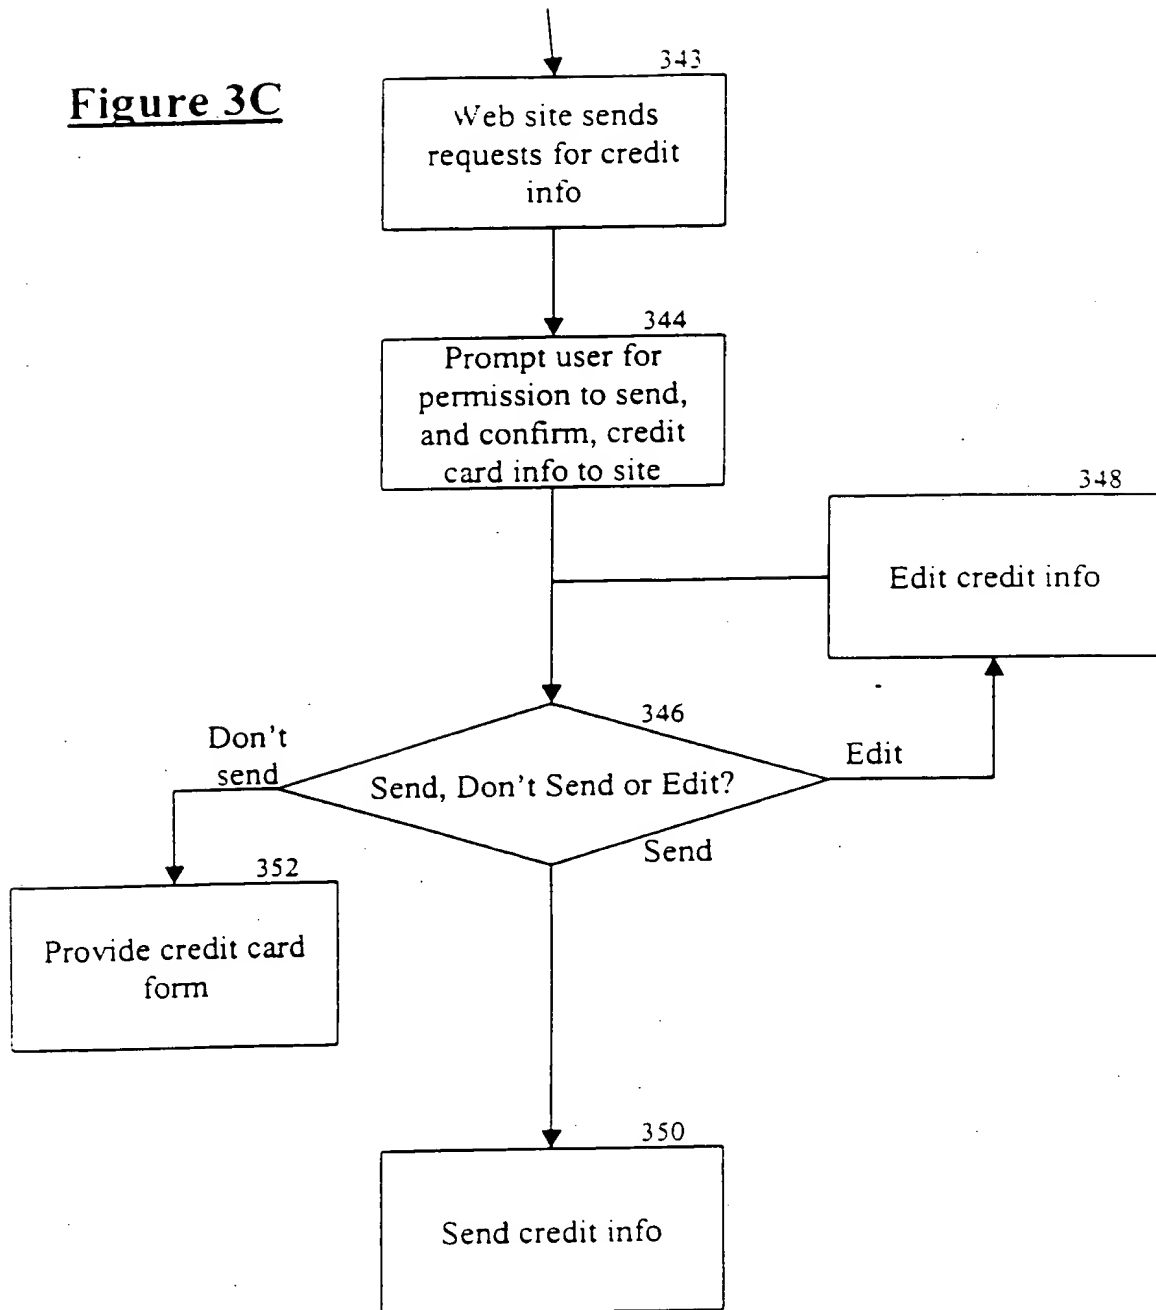 Figure 3C
343
Web site sends
requests for credit
info
344
Prompt user for
permission to send,
and confirm, credit
card info to site
348
Edit credit info
346
Send, Don't Send or Edit?
Don't
send
Edit
Send
352
Provide credit card
form
350
Send credit info